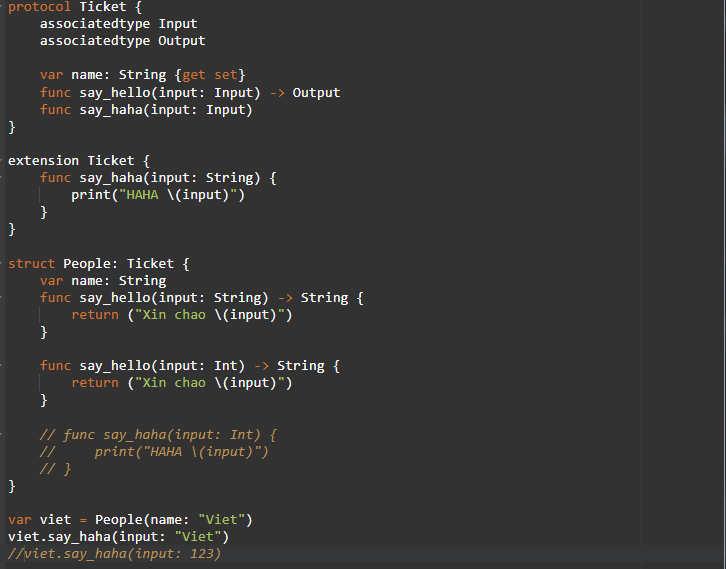 protocol Ticket {
    associatedtype Input
    associatedtype Output

    var name: String {get set}
    func say_hello(input: Input) -> Output
    func say_haha(input: Input)
}

extension Ticket {
    func say_haha(input: String) {
        print("HAHA \(input)")
    }
}

struct People: Ticket {
    var name: String
    func say_hello(input: String) -> String {
        return ("Xin chao \(input)")
    }

    func say_hello(input: Int) -> String {
        return ("Xin chao \(input)")
    }

    // func say_haha(input: Int) {
    //     print("HAHA \(input)")
    // }
}

var viet = People(name: "Viet")
viet.say_haha(input: "Viet")
//viet.say_haha(input: 123)